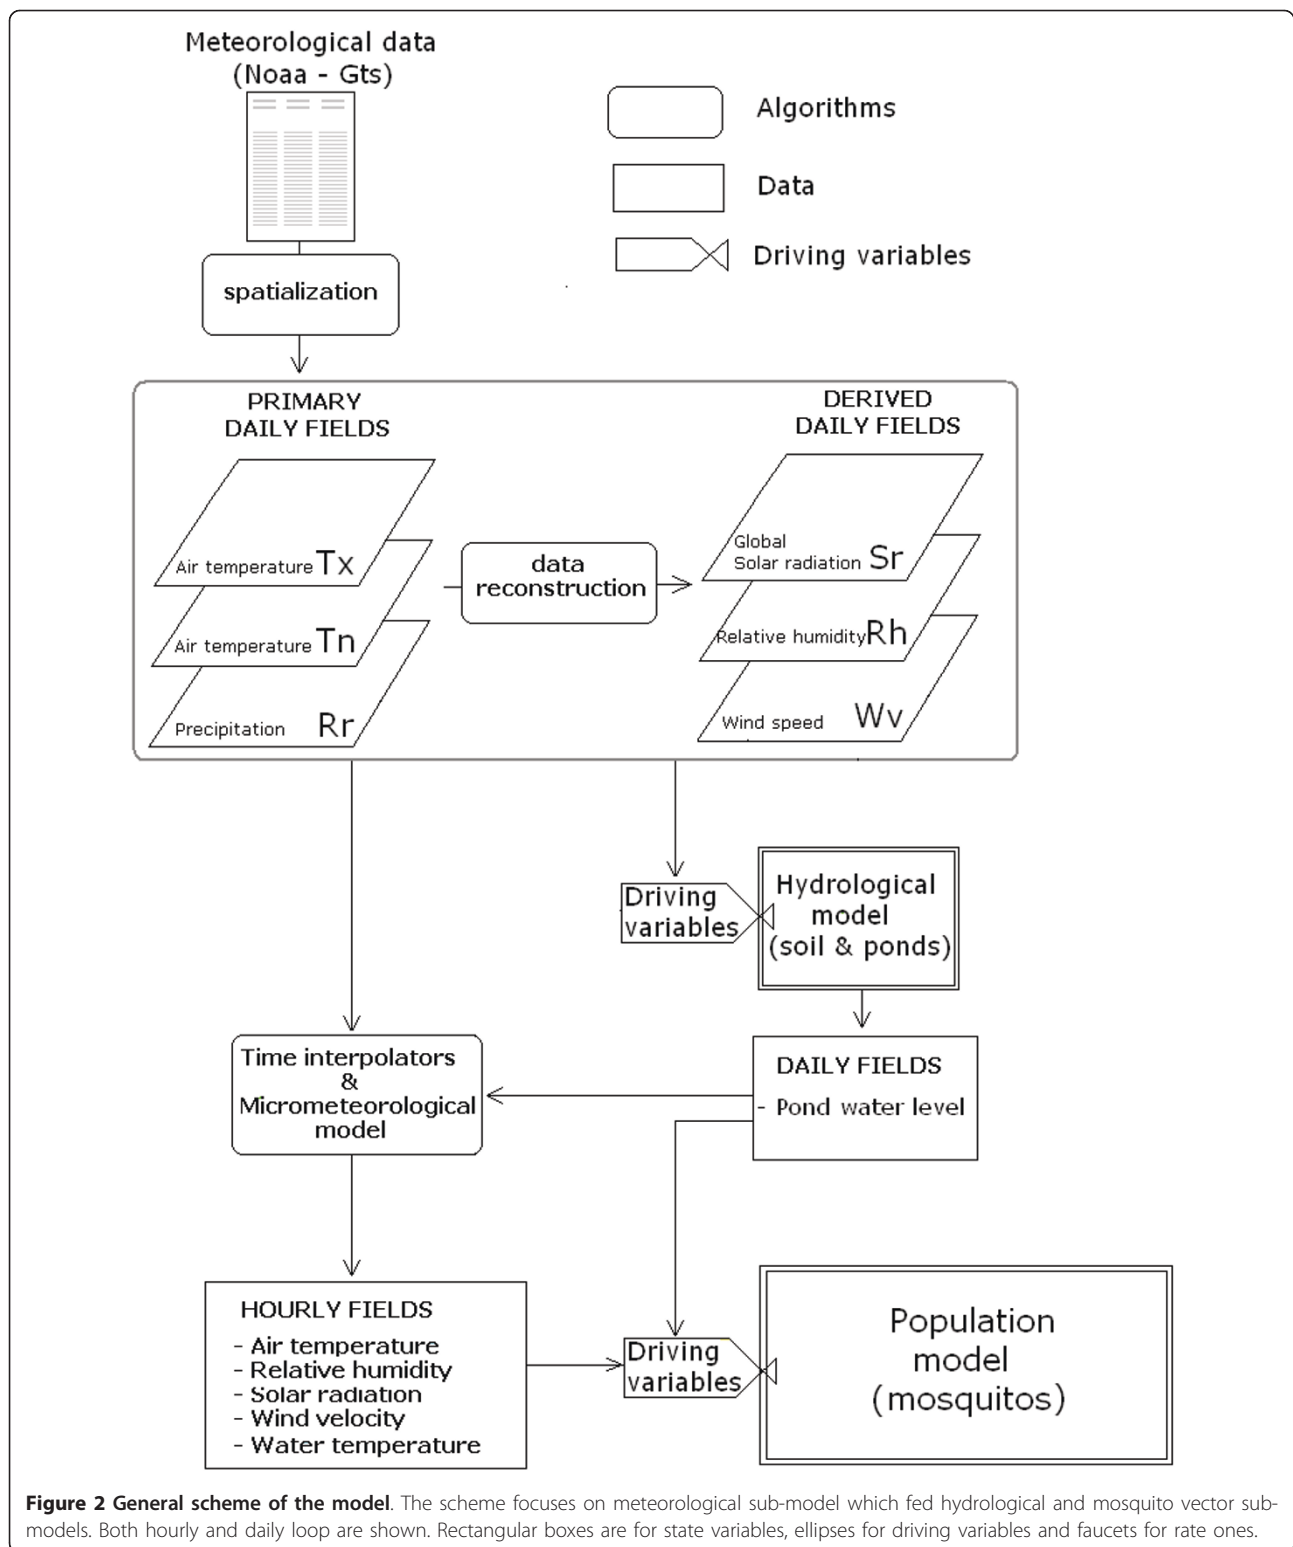 Meteorological data
(Noaa - Gts)
Algorithms
Data
Driving variables
spatialization
PRIMARY
DAILY FIELDS
DERIVED
DAILY FIELDS
Air temperature Tx
Air temperature Tn
Precipitation Rr
data
reconstruction
Global
Solar radiation Sr
Relative humidity Rh
Wind speed Wv
Driving
variables
Hydrological
model
(soil & ponds)
Time interpolators
&
Micrometeorological
model
DAILY FIELDS
- Pond water level
HOURLY FIELDS
- Air temperature
- Relative humidity
- Solar radiation
- Wind velocity
- Water temperature
Driving
variables
Population
model
(mosquitos)
Figure 2 General scheme of the model. The scheme focuses on meteorological sub-model which fed hydrological and mosquito vector sub-
models. Both hourly and daily loop are shown. Rectangular boxes are for state variables, ellipses for driving variables and faucets for rate ones.